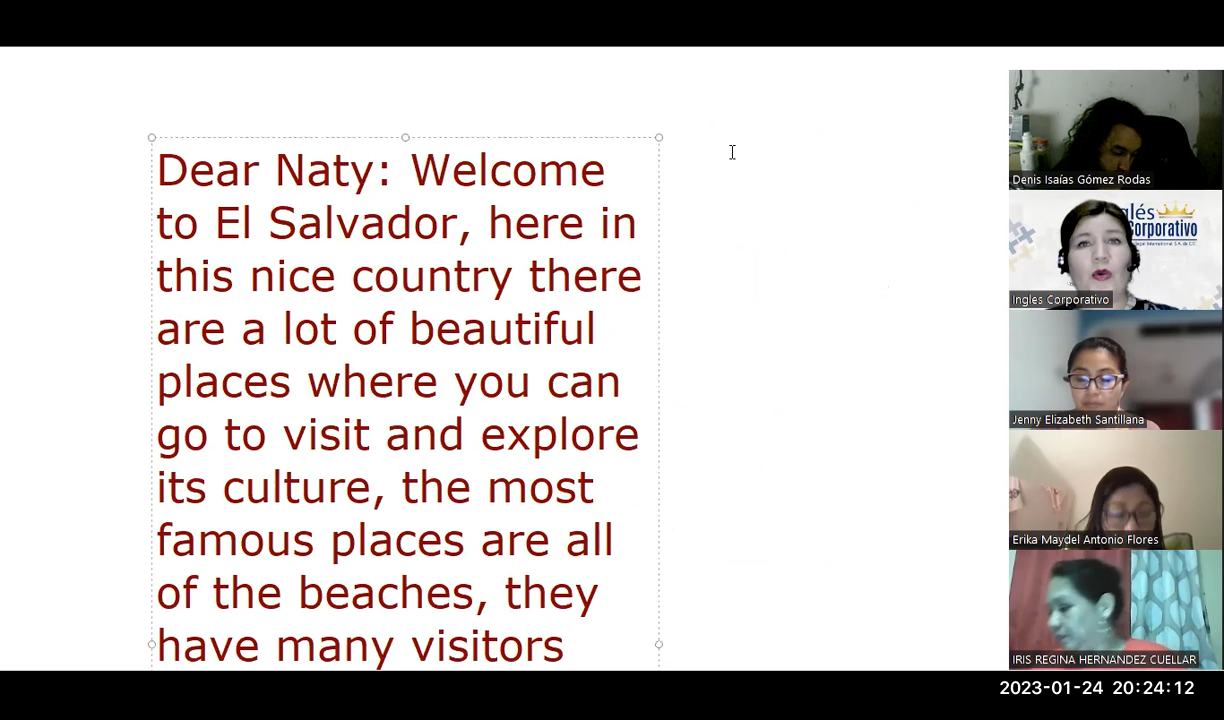 Dear Naty: Welcome
to El Salvador, here in
this nice country there
are a lot of beautiful
places where you can
go to visit and explore
its culture, the most
famous places are all
of the beaches, they
have many visitors
Denis Isaías Gómez Rodas
glés
Corporativo
Ingles Corporativo
Jenny Elizabeth Santillana
Erika Maydel Antonio Flores
IRIS REGINA HERNANDEZ CUELLAR
2023-01-24 20:24:12